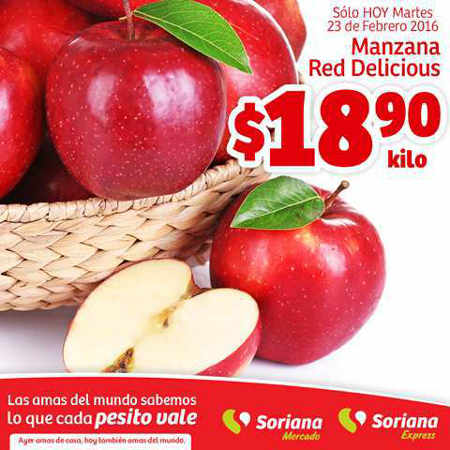 Sólo HOY Martes
23 de Febrero 2016
Manzana
Red Delicious
$18.90
kilo
Las amas del mundo sabemos
lo que cada pesito vale
Ayer amas de casa, hoy también amas del mundo.
Soriana
Mercado
Soriana
Express